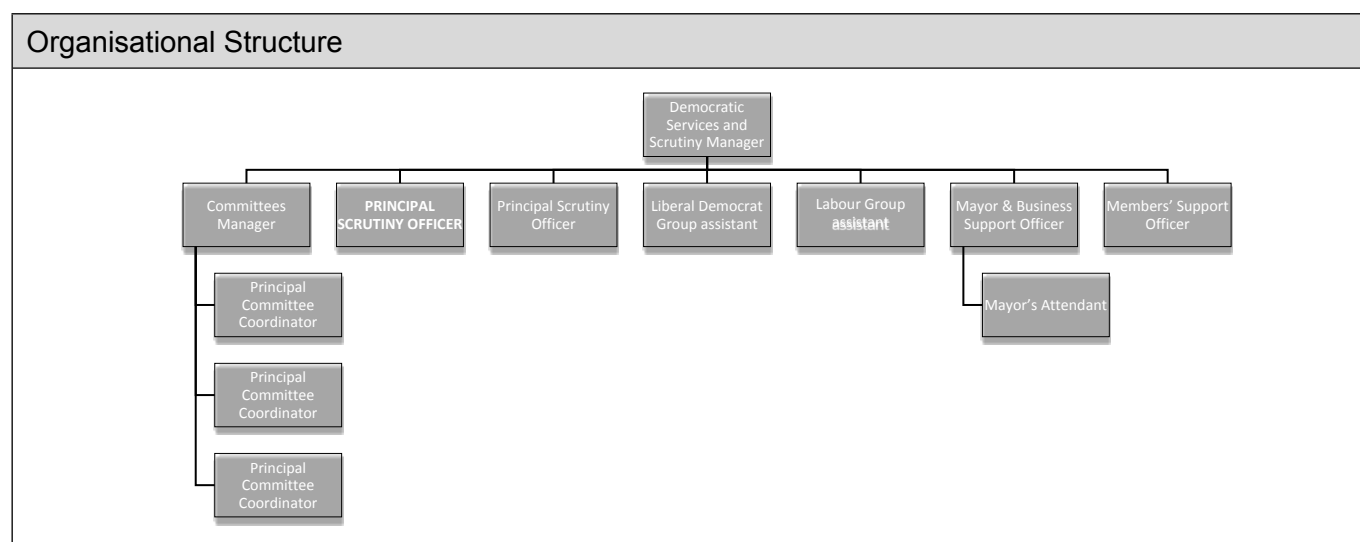 Organisational Structure
Democratic
Services and
Scrutiny Manager
Committees
Manager
PRINCIPAL
SCRUTINY OFFICER
Principal Scrutiny
Officer
Liberal Democrat
Group assistant
Labour Group
assistant
Mayor & Business
Support Officer
Members' Support
Officer
Principal
Committee
Coordinator
Mayor's Attendant
Principal
Committee
Coordinator
Principal
Committee
Coordinator